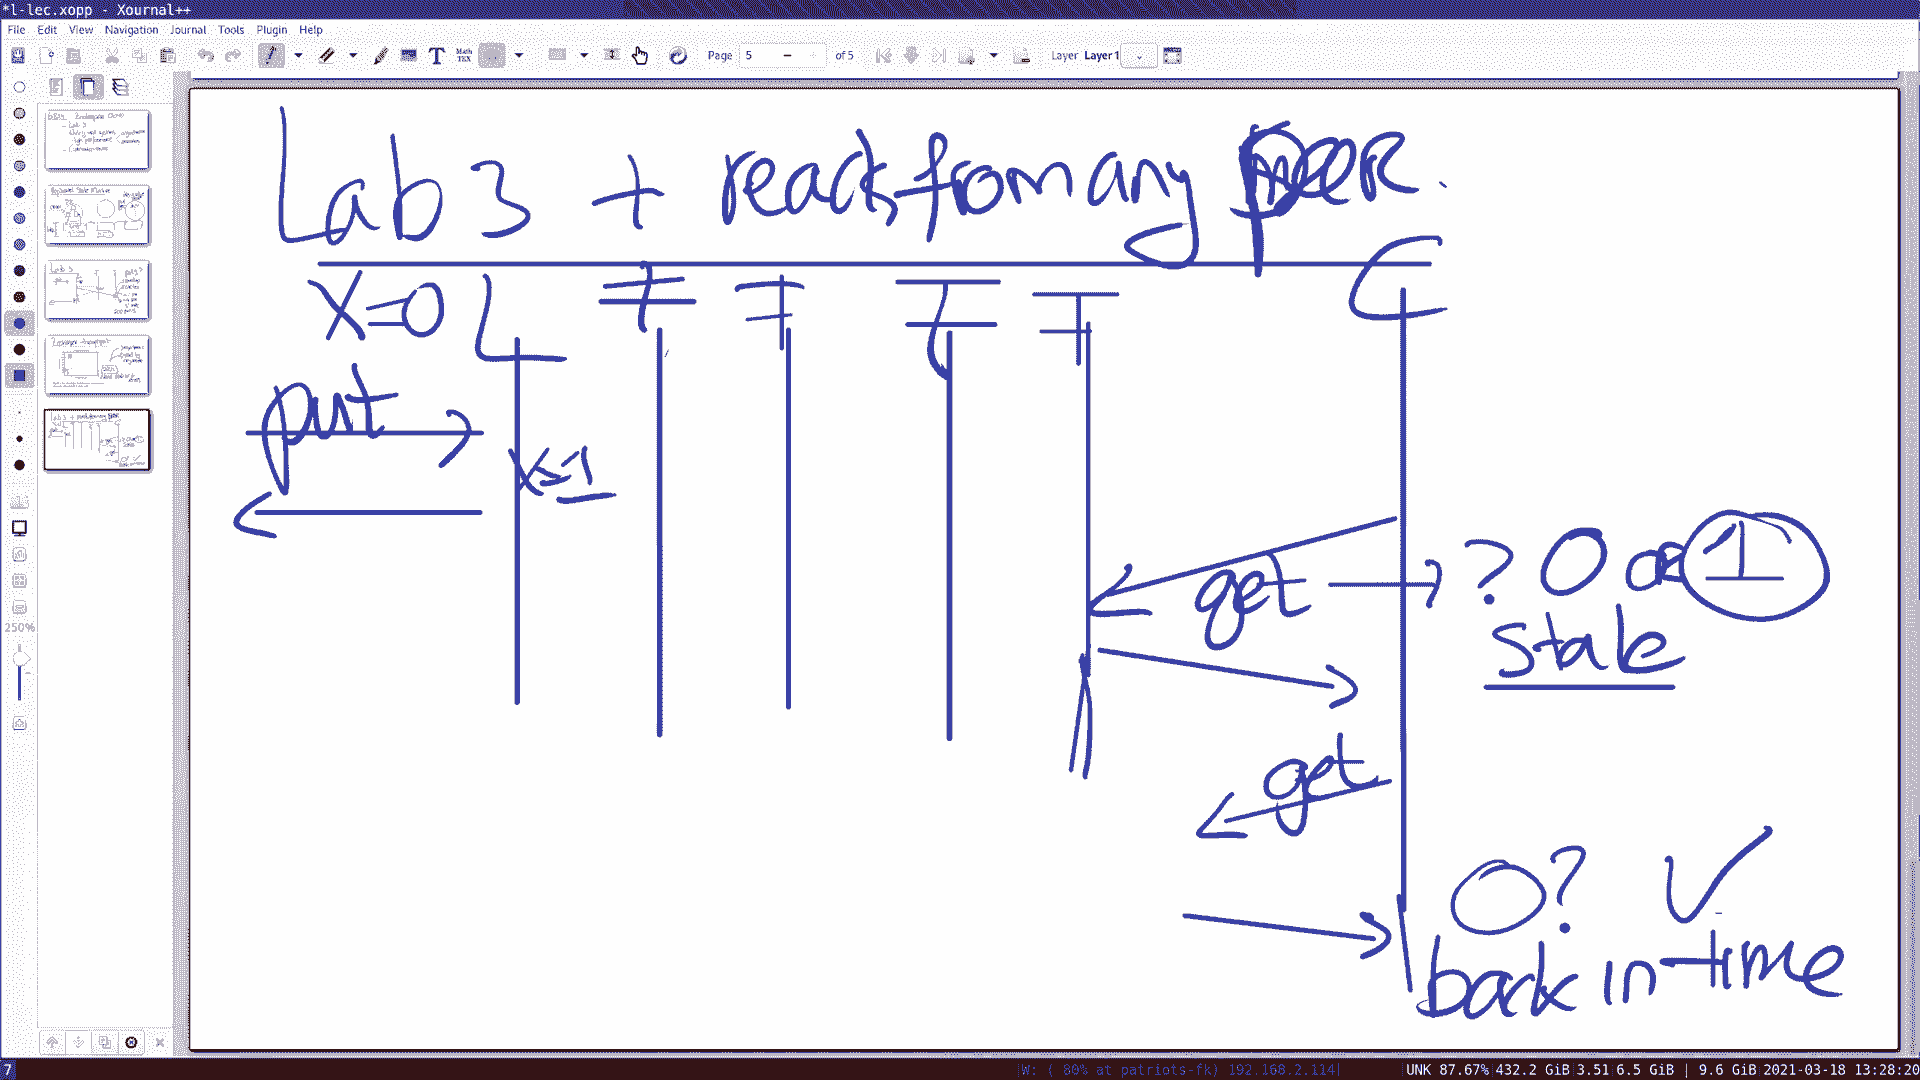 *l-lec.xopp - Xournal++
File Edit View Navigation Journal Tools Plugin Help
Page 5 of 5 Layer Layer 1
Lab 3 + reads from any peer.
X=0 L F F F F C
put
X=1
get ? 0 or 1
stale
get
0?
back in-time
250%
7 W: ( 80% at patriots-fk) 192.168.2.114| UNK 87.67% 432.2 GiB 3.51 6.5 GiB | 9.6 GiB 2021-03-18 13:28:20